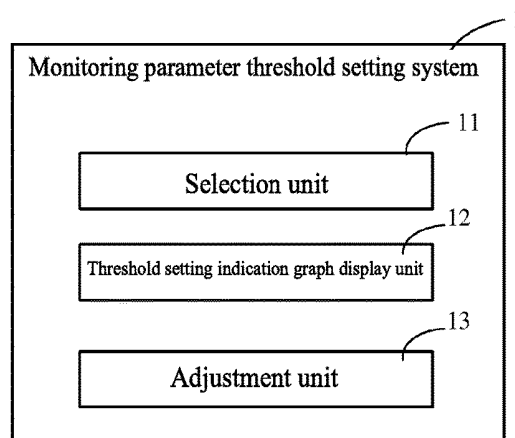 Monitoring parameter threshold setting system
11
Selection unit
12
Threshold setting indication graph display unit
13
Adjustment unit